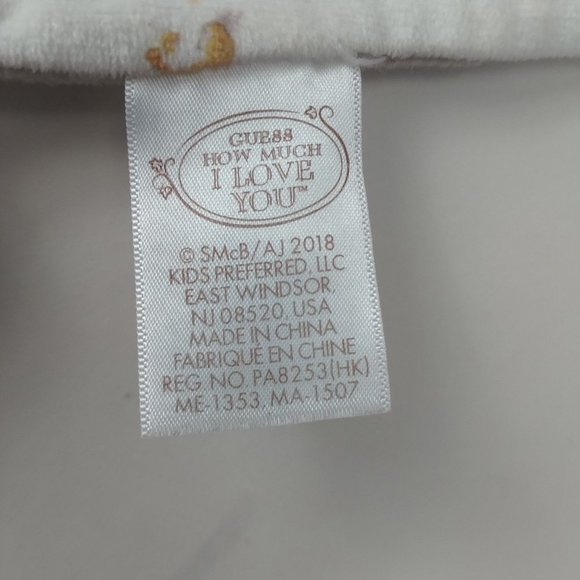 GUESS
HOW MUCH
I LOVE
YOU™
© SMcB/AJ 2018
KIDS PREFERRED, LLC
EAST WINDSOR,
NJ 08520, USA
MADE IN CHINA
FABRIQUE EN CHINE
REG NO. PA8253(HK)
ME-1353, MA-1507